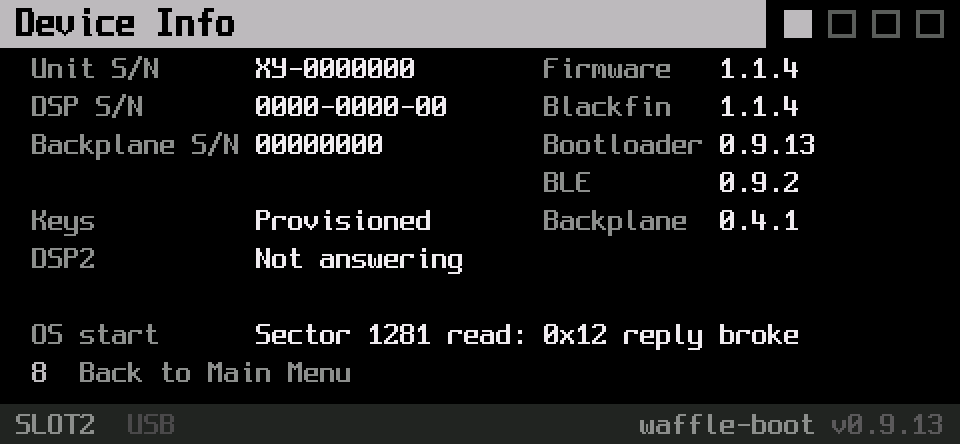 Device Info
Unit S/N XY-0000000 Firmware 1.1.4
DSP S/N 0000-0000-00 Blackfin 1.1.4
Backplane S/N 00000000 Bootloader 0.9.13
BLE 0.9.2
Keys Provisioned Backplane 0.4.1
DSP2 Not answering
OS start Sector 1281 read: 0x12 reply broke
8 Back to Main Menu
SLOT2 USB waffle-boot v0.9.13